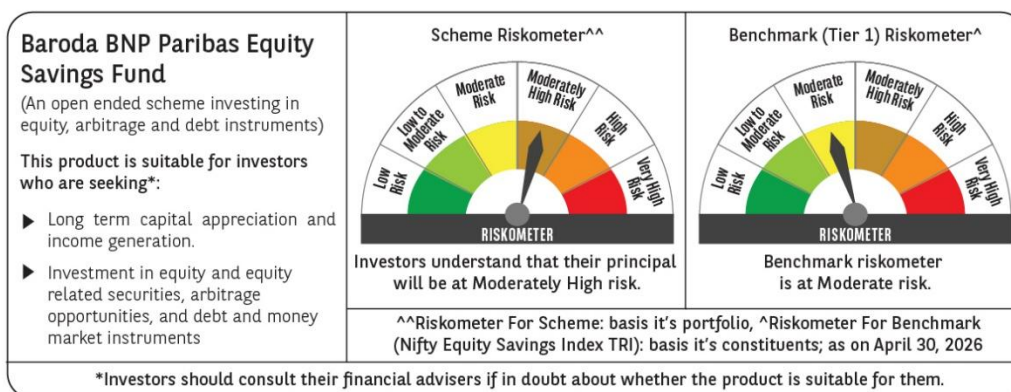 Baroda BNP Paribas Equity
Savings Fund
(An open ended scheme investing in
equity, arbitrage and debt instruments)
This product is suitable for investors
who are seeking*:
▶ Long term capital appreciation and
income generation.
▶ Investment in equity and equity
related securities, arbitrage
opportunities, and debt and money
market instruments
Scheme Riskometer^^
Low
Risk
Low to
Moderate
Risk
Moderate
Risk
Moderately
High Risk
High
Risk
Very High
Risk
RISKOMETER
Investors understand that their principal
will be at Moderately High risk.
Benchmark (Tier 1) Riskometer^
Low
Risk
Low to
Moderate
Risk
Moderate
Risk
Moderately
High Risk
High
Risk
Very High
Risk
RISKOMETER
Benchmark riskometer
is at Moderate risk.
^^Riskometer For Scheme: basis it's portfolio, ^Riskometer For Benchmark
(Nifty Equity Savings Index TRI): basis it's constituents; as on April 30, 2026
*Investors should consult their financial advisers if in doubt about whether the product is suitable for them.